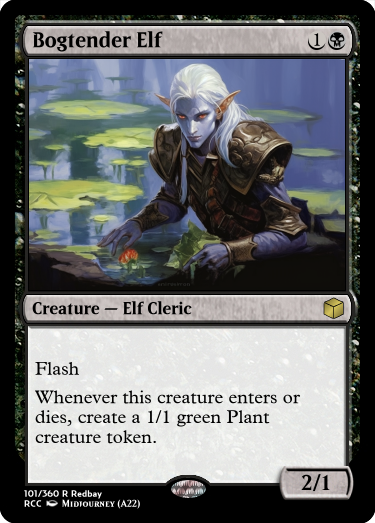 Bogtender Elf 1
Creature — Elf Cleric
Flash
Whenever this creature enters or
dies, create a 1/1 green Plant
creature token.
2/1
101/360 R Redbay
RCC Midjourney (A22)